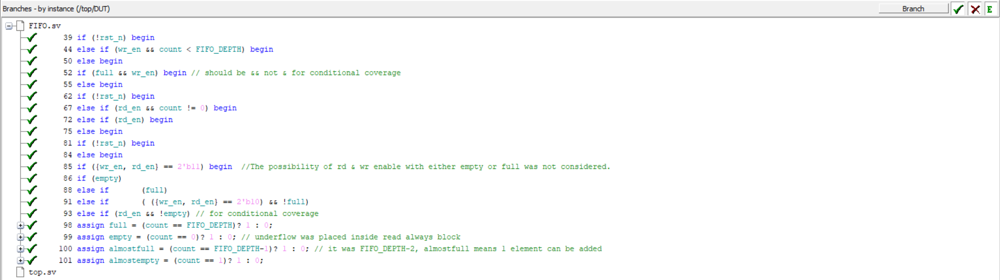 Branches - by instance (/top/DUT) Branch E
FIFO.sv
39 if (!rst_n) begin
44 else if (wr_en && count < FIFO_DEPTH) begin
50 else begin
52 if (full && wr_en) begin // should be && not & for conditional coverage
55 else begin
62 if (!rst_n) begin
67 else if (rd_en && count != 0) begin
72 else if (rd_en) begin
75 else begin
81 if (!rst_n) begin
84 else begin
85 if ({wr_en, rd_en} == 2'b11) begin  //The possibility of rd & wr enable with either empty or full was not considered.
86 if (empty)
88 else if        (full)
91 else if        ( ({wr_en, rd_en} == 2'b10) && !full)
93 else if (rd_en && !empty) // for conditional coverage
98 assign full = (count == FIFO_DEPTH)? 1 : 0;
99 assign empty = (count == 0)? 1 : 0; // underflow was placed inside read always block
100 assign almostfull = (count == FIFO_DEPTH-1)? 1 : 0; // it was FIFO_DEPTH-2, almostfull means 1 element can be added
101 assign almostempty = (count == 1)? 1 : 0;
top.sv